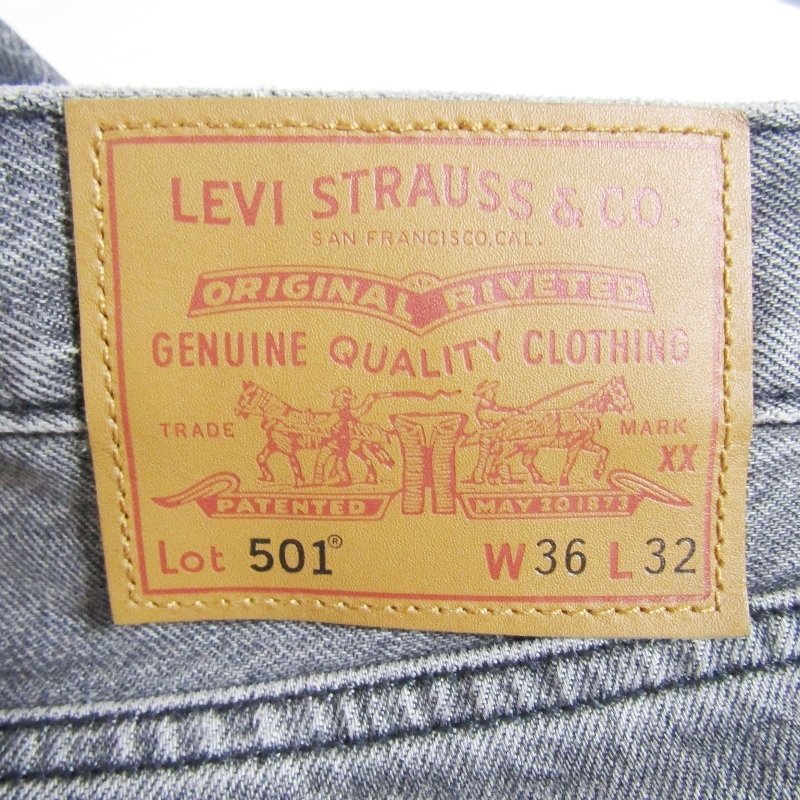 LEVI STRAUSS & CO.
SAN FRANCISCO, CAL.
ORIGINAL RIVETED
GENUINE QUALITY CLOTHING
TRADE MARK
XX
PATENTED MAY 20 1873
Lot 501® W36 L32